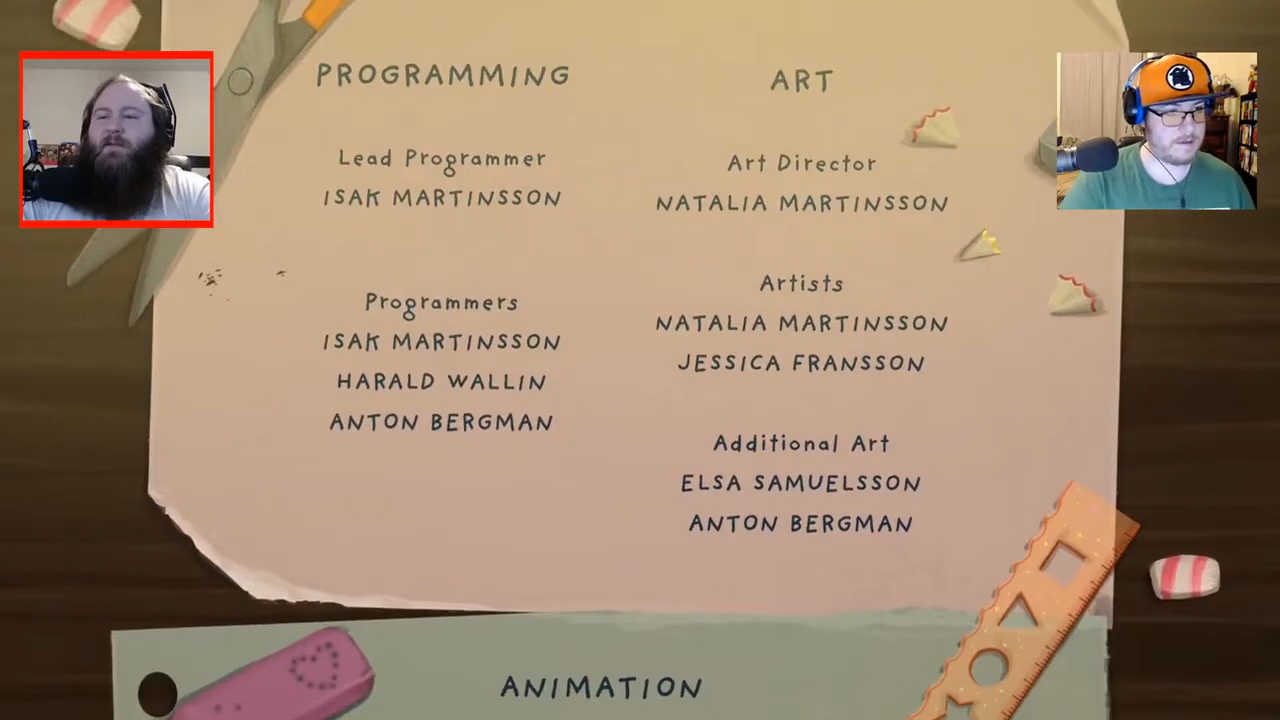 PROGRAMMING
Lead Programmer
ISAK MARTINSSON
Programmers
ISAK MARTINSSON
HARALD WALLIN
ANTON BERGMAN
ART
Art Director
NATALIA MARTINSSON
Artists
NATALIA MARTINSSON
JESSICA FRANSSON
Additional Art
ELSA SAMUELSSON
ANTON BERGMAN
ANIMATION